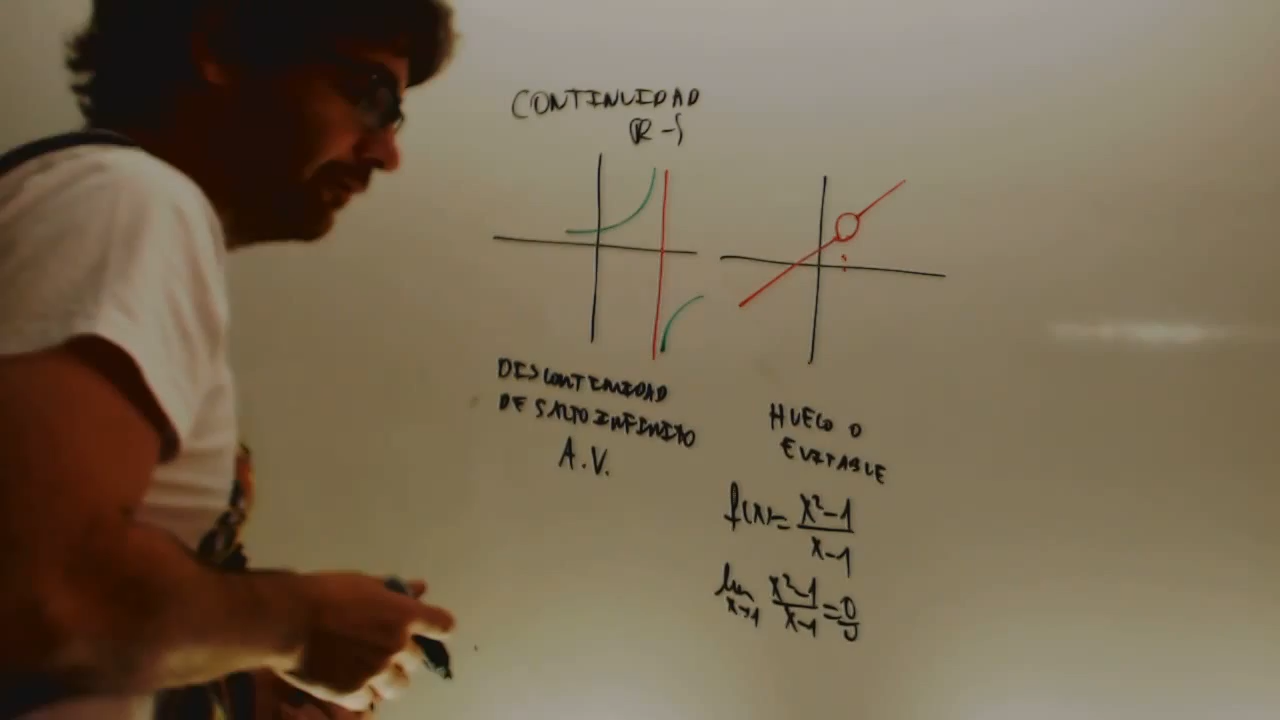 CONTINUIDAD
R-{
DESCONTINUIDAD
DE SALTO INFINITO
A.V.
HUECO O
EVITABLE
f(x)= x²-1 / x-1
lim x→1 x²-1 / x-1 = 0/0